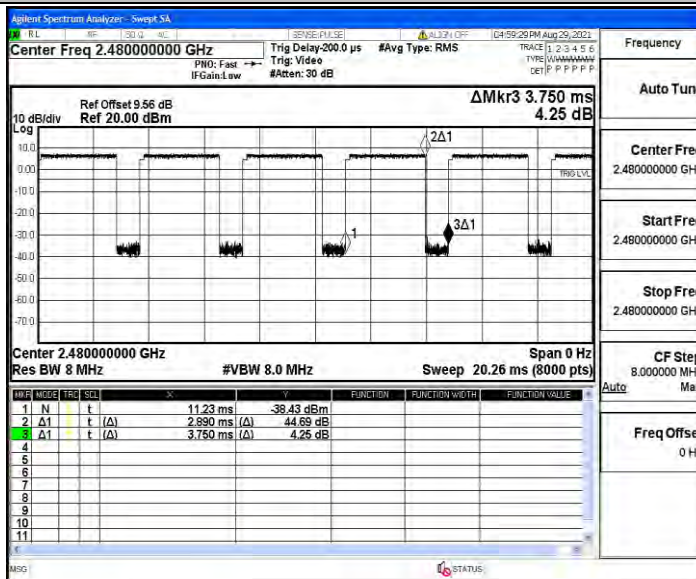 Agilent Spectrum Analyzer - Swept SA
RL RF 50 Ω AC SENSE:PULSE ALIGN OFF 04:59:29 PM Aug 29, 2021
Center Freq 2.480000000 GHz
PNO: Fast
IFGain:Low
Trig Delay-200.0 µs
Trig: Video
#Atten: 30 dB
#Avg Type: RMS
TRACE 1 2 3 4 5 6
TYPE WWWWWW
DET P P P P P P
ΔMkr3 3.750 ms
4.25 dB
Ref Offset 9.56 dB
10 dB/div Ref 20.00 dBm
Log
10.0
0.00
-10.0
-20.0
-30.0
-40.0
-50.0
-60.0
-70.0
2Δ1
TRIG LVL
1
3Δ1
Center 2.480000000 GHz Span 0 Hz
Res BW 8 MHz #VBW 8.0 MHz Sweep 20.26 ms (8000 pts)
MKR MODE TRC SCL X Y FUNCTION FUNCTION WIDTH FUNCTION VALUE
1 N t 11.23 ms -38.43 dBm
2 Δ1 t (Δ) 2.890 ms (Δ) 44.69 dB
3 Δ1 t (Δ) 3.750 ms (Δ) 4.25 dB
4
5
6
7
8
9
10
11
MSG STATUS
Frequency
Auto Tun
Center Fre
2.480000000 GH
Start Fre
2.480000000 GH
Stop Fre
2.480000000 GH
CF Step
8.000000 MH
Auto Ma
Freq Offse
0 H